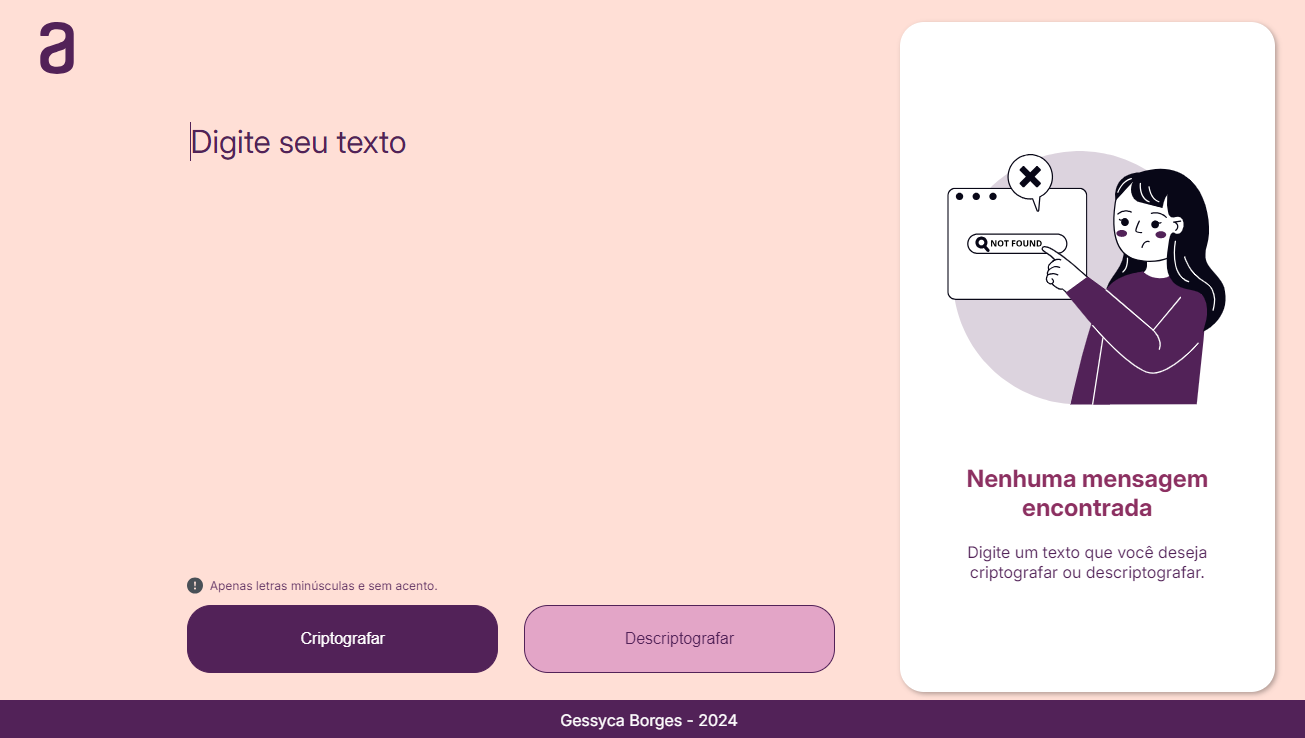 a
Digite seu texto
NOT FOUND
Nenhuma mensagem
encontrada
Digite um texto que você deseja
criptografar ou descriptografar.
Apenas letras minúsculas e sem acento.
Criptografar
Descriptografar
Gessyca Borges - 2024